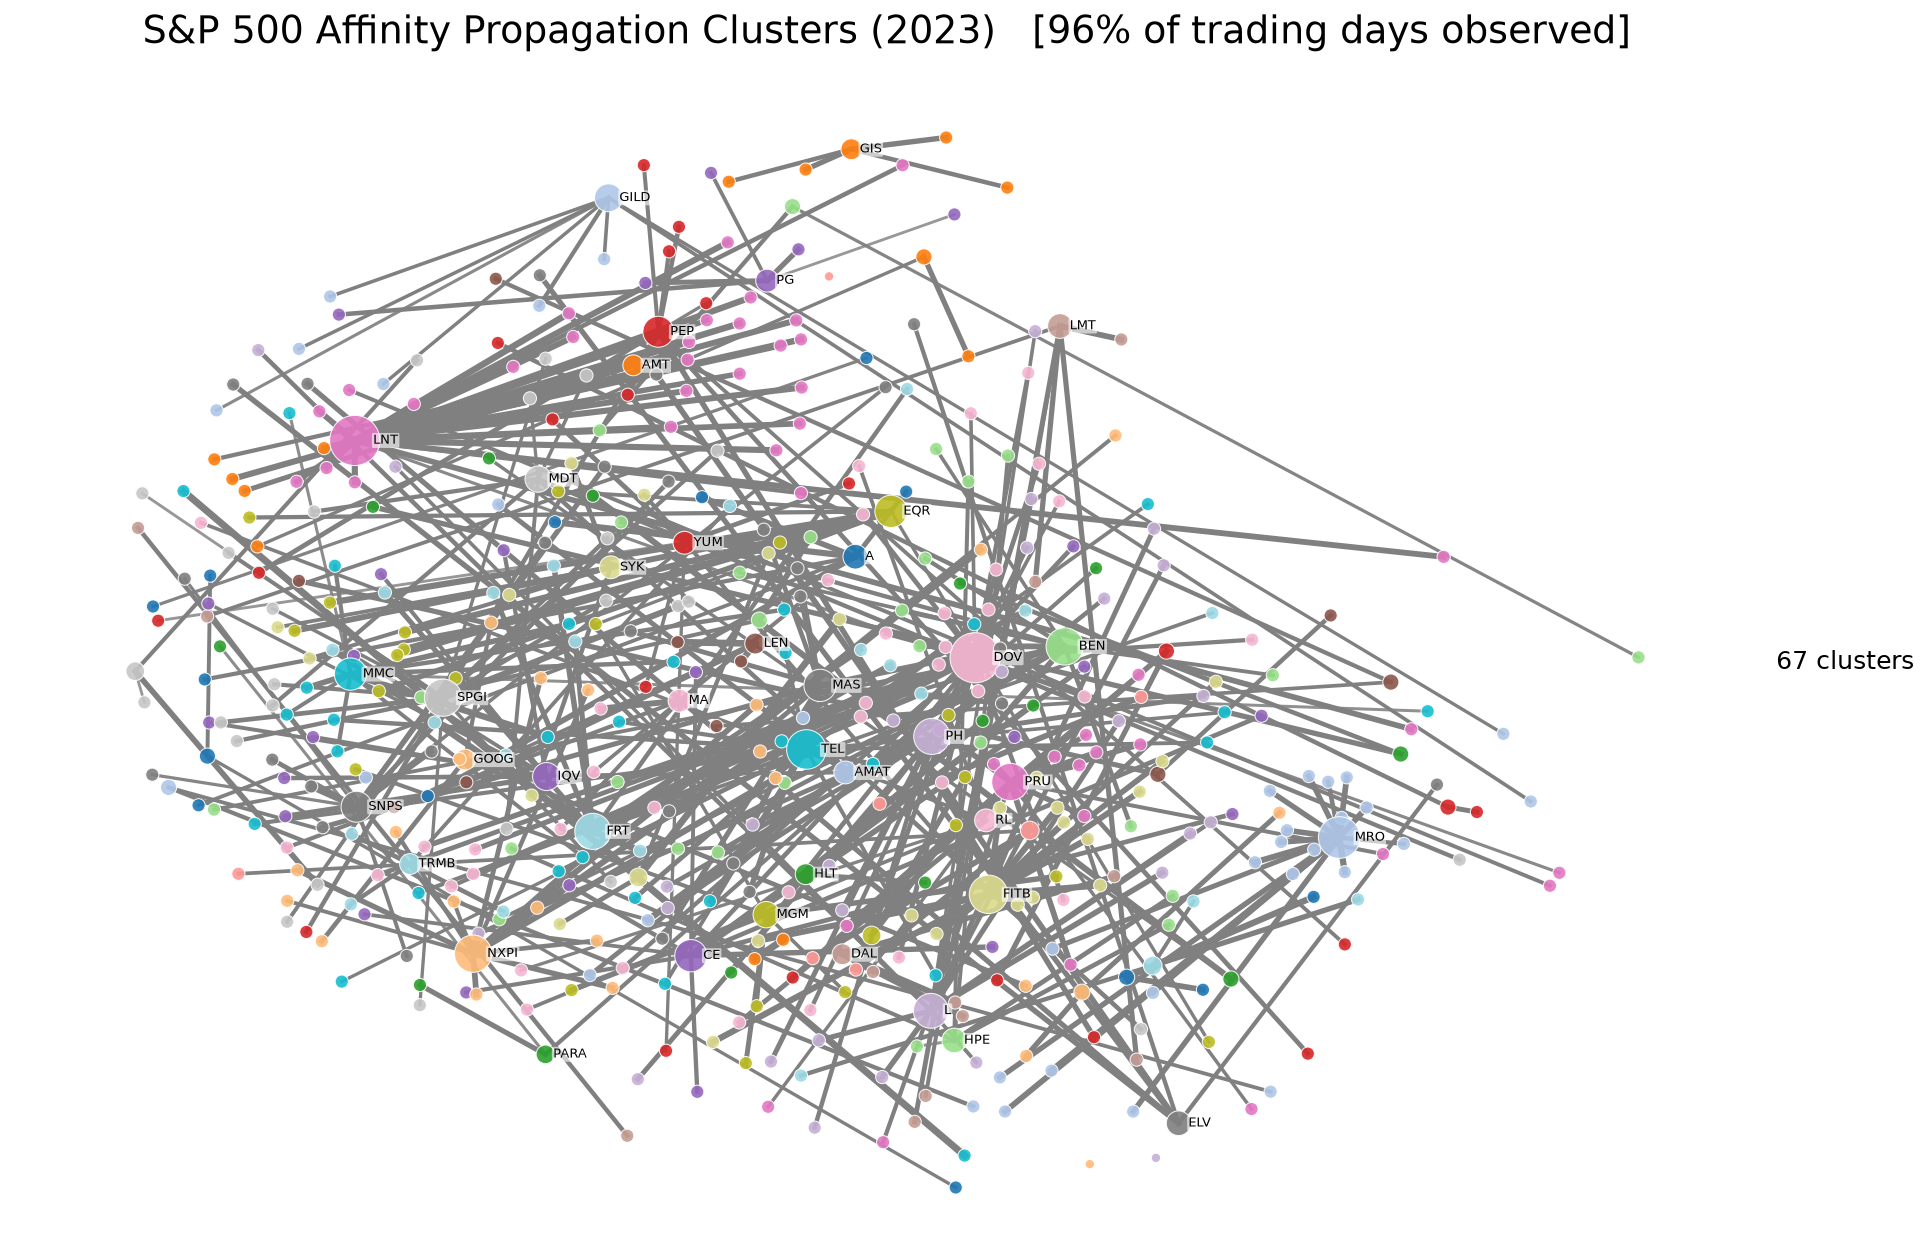 S&P 500 Affinity Propagation Clusters (2023)   [96% of trading days observed]
GIS
GILD
PG
LMT
PEP
AMT
LNT
MDT
EQR
YUM
A
SYK
LEN
BEN
DOV
MMC
MAS
SPGI
MA
67 clusters
PH
TEL
GOOG
IQV
AMAT
PRU
SNPS
RL
FRT
MRO
TRMB
HLT
FITB
MGM
NXPI
CE
DAL
L
HPE
PARA
ELV